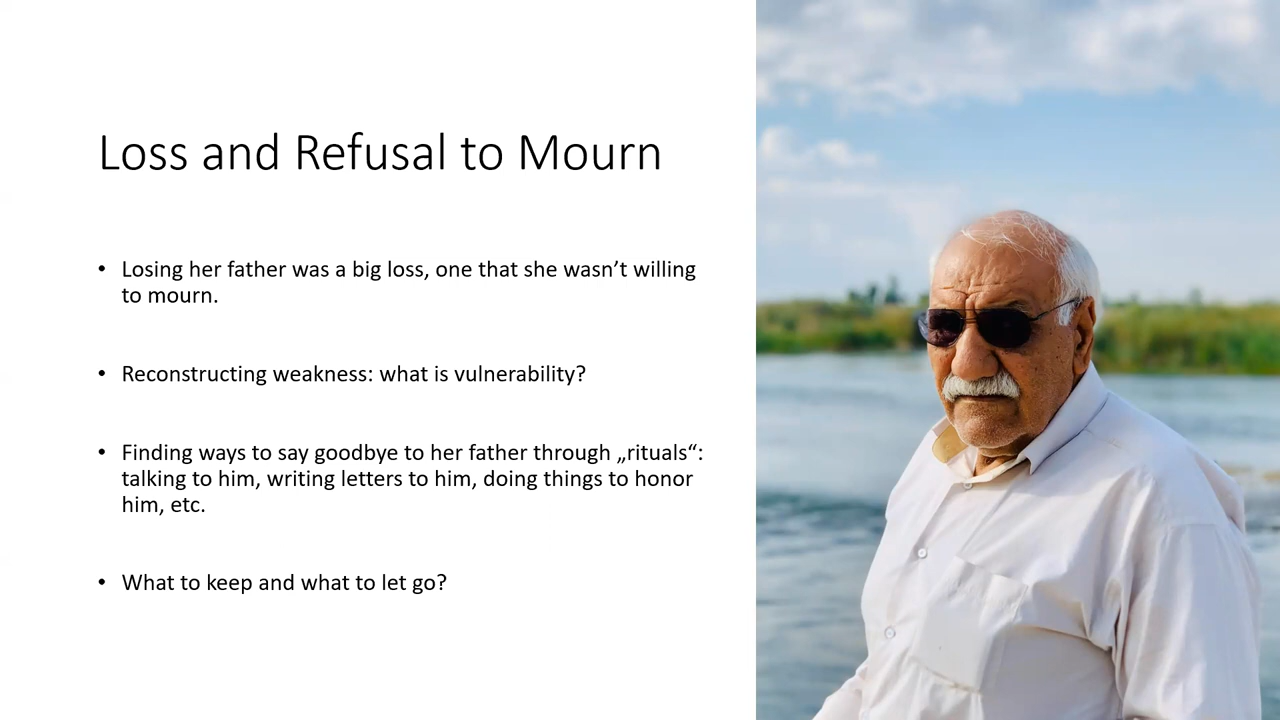 Loss and Refusal to Mourn
• Losing her father was a big loss, one that she wasn’t willing
to mourn.
• Reconstructing weakness: what is vulnerability?
• Finding ways to say goodbye to her father through „rituals“:
talking to him, writing letters to him, doing things to honor
him, etc.
• What to keep and what to let go?